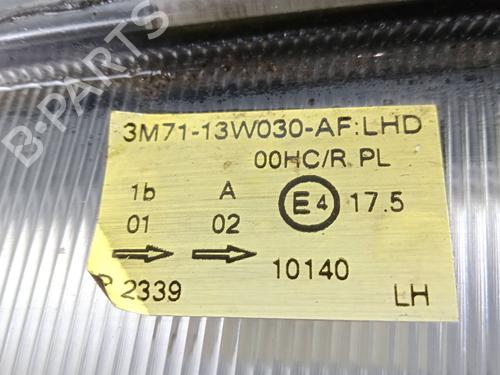 B-PARTS
3M71-13W030-AF:LHD
00HC/R PL
1b A E4 17.5
01 02
10140
P 2339
LH